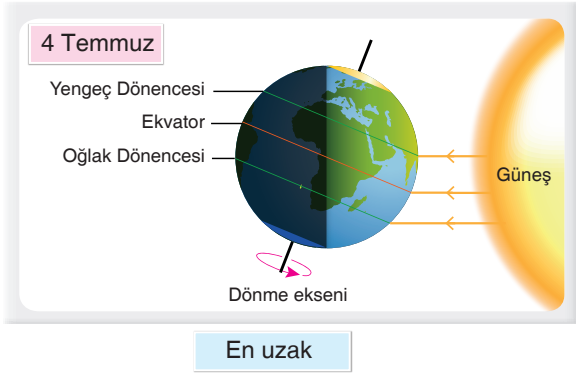 4 Temmuz
Yengeç Dönencesi
Ekvator
Oğlak Dönencesi
Güneş
Dönme ekseni
En uzak